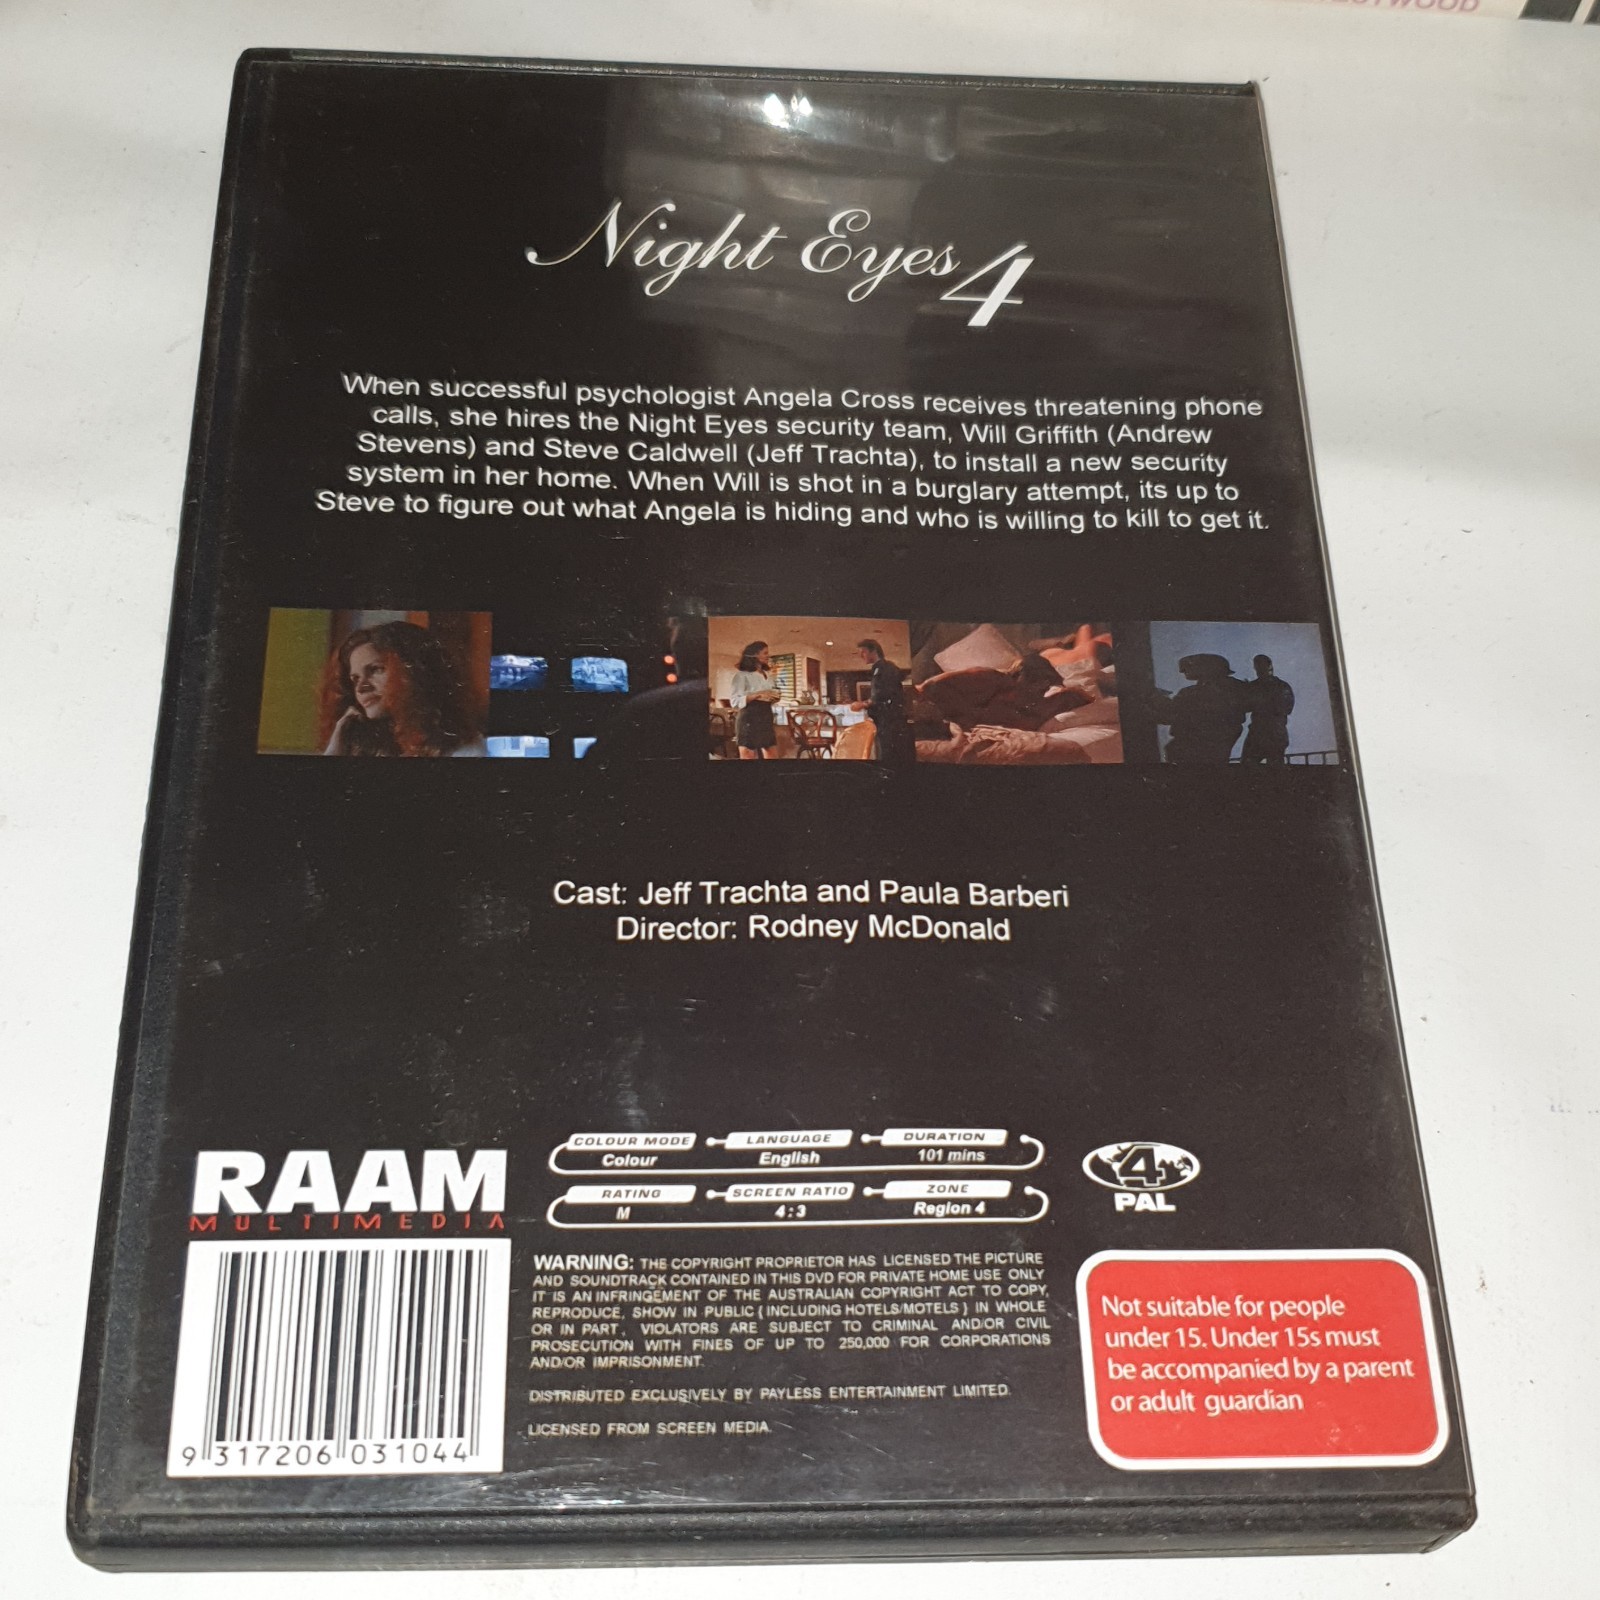 Night Eyes 4
When successful psychologist Angela Cross receives threatening phone
calls, she hires the Night Eyes security team, Will Griffith (Andrew
Stevens) and Steve Caldwell (Jeff Trachta), to install a new security
system in her home. When Will is shot in a burglary attempt, its up to
Steve to figure out what Angela is hiding and who is willing to kill to get it.
Cast: Jeff Trachta and Paula Barberi
Director: Rodney McDonald
RAAM
MULTIMEDIA
COLOUR MODE LANGUAGE DURATION
Colour English 101 mins
RATING SCREEN RATIO ZONE
M 4:3 Region 4
4
PAL
WARNING: THE COPYRIGHT PROPRIETOR HAS LICENSED THE PICTURE
AND SOUNDTRACK CONTAINED IN THIS DVD FOR PRIVATE HOME USE ONLY
IT IS AN INFRINGEMENT OF THE AUSTRALIAN COPYRIGHT ACT TO COPY,
REPRODUCE, SHOW IN PUBLIC (INCLUDING HOTELS/MOTELS) IN WHOLE
OR IN PART. VIOLATORS ARE SUBJECT TO CRIMINAL AND/OR CIVIL
PROSECUTION WITH FINES OF UP TO 250,000 FOR CORPORATIONS
AND/OR IMPRISONMENT.
DISTRIBUTED EXCLUSIVELY BY PAYLESS ENTERTAINMENT LIMITED.
LICENSED FROM SCREEN MEDIA.
9 317206 031044
Not suitable for people
under 15. Under 15s must
be accompanied by a parent
or adult guardian